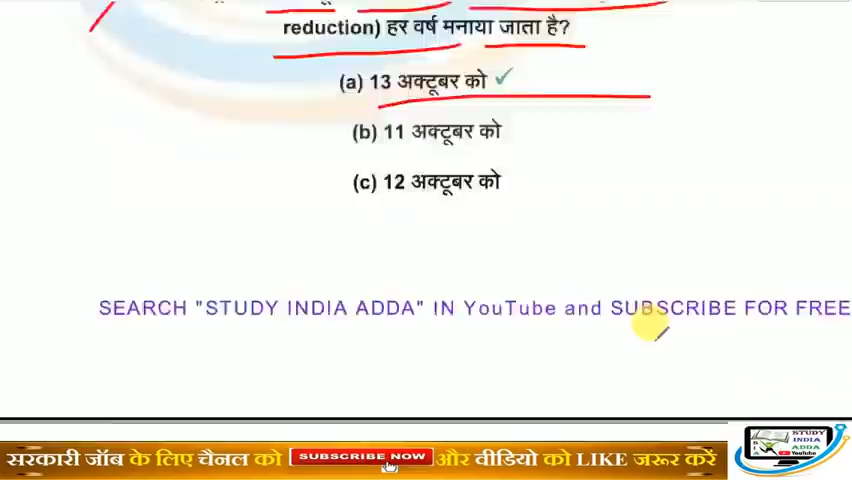 reduction) हर वर्ष मनाया जाता है?
(a) 13 अक्टूबर को
(b) 11 अक्टूबर को
(c) 12 अक्टूबर को
SEARCH "STUDY INDIA ADDA" IN YouTube and SUBSCRIBE FOR FREE
सरकारी जॉब के लिए चैनल को SUBSCRIBE NOW और वीडियो को LIKE जरूर करें
STUDY
INDIA
ADDA
YouTube